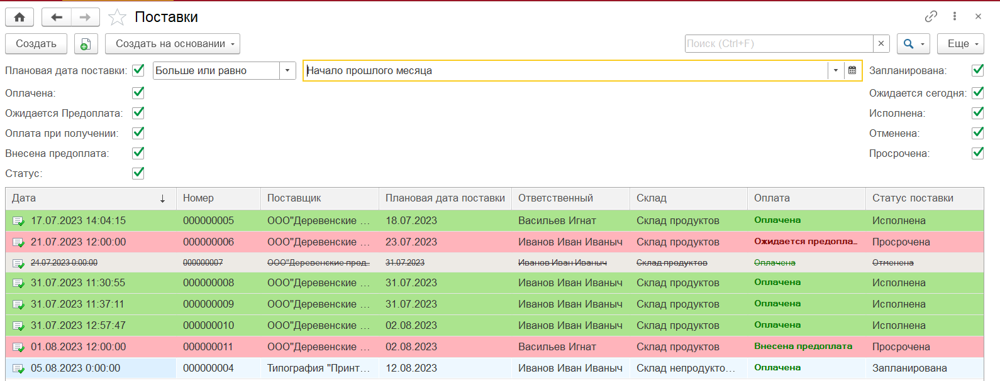 Поставки
Создать Создать на основании Поиск (Ctrl+F) Еще
Плановая дата поставки: Больше или равно Начало прошлого месяца Запланирована:
Оплачена: Ожидается сегодня:
Ожидается Предоплата: Исполнена:
Оплата при получении: Отменена:
Внесена предоплата: Просрочена:
Статус:
Дата Номер Поставщик Плановая дата поставки Ответственный Склад Оплата Статус поставки
17.07.2023 14:04:15 000000005 ООО"Деревенские ... 18.07.2023 Васильев Игнат Склад продуктов Оплачена Исполнена
21.07.2023 12:00:00 000000006 ООО"Деревенские ... 23.07.2023 Иванов Иван Иваныч Склад продуктов Ожидается предопла... Просрочена
24.07.2023 0:00:00 000000007 ООО"Деревенские прод... 31.07.2023 Иванов Иван Иваныч Склад продуктов Оплачена Отменена
31.07.2023 11:30:55 000000008 ООО"Деревенские ... 31.07.2023 Иванов Иван Иваныч Склад продуктов Оплачена Исполнена
31.07.2023 11:37:11 000000009 ООО"Деревенские ... 31.07.2023 Иванов Иван Иваныч Склад продуктов Оплачена Исполнена
31.07.2023 12:57:47 000000010 ООО"Деревенские ... 02.08.2023 Иванов Иван Иваныч Склад продуктов Оплачена Исполнена
01.08.2023 12:00:00 000000011 ООО"Деревенские ... 02.08.2023 Васильев Игнат Склад продуктов Внесена предоплата Просрочена
05.08.2023 0:00:00 000000004 Типография "Принт... 12.08.2023 Иванов Иван Иваныч Склад непродукто... Оплачена Запланирована